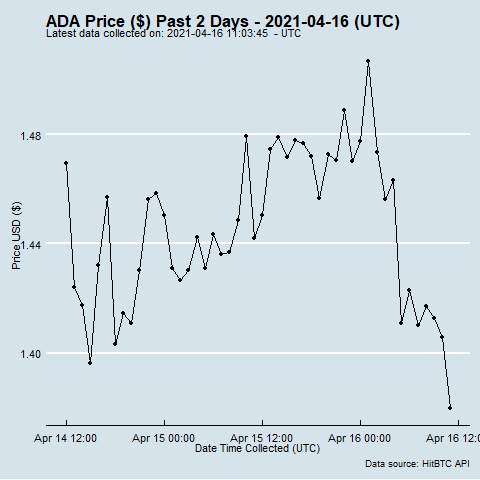 ADA Price ($) Past 2 Days - 2021-04-16 (UTC)
Latest data collected on: 2021-04-16 11:03:45 - UTC
Price USD ($)
1.48
1.44
1.40
Apr 14 12:00 Apr 15 00:00 Apr 15 12:00 Apr 16 00:00 Apr 16 12:0
Date Time Collected (UTC)
Data source: HitBTC API